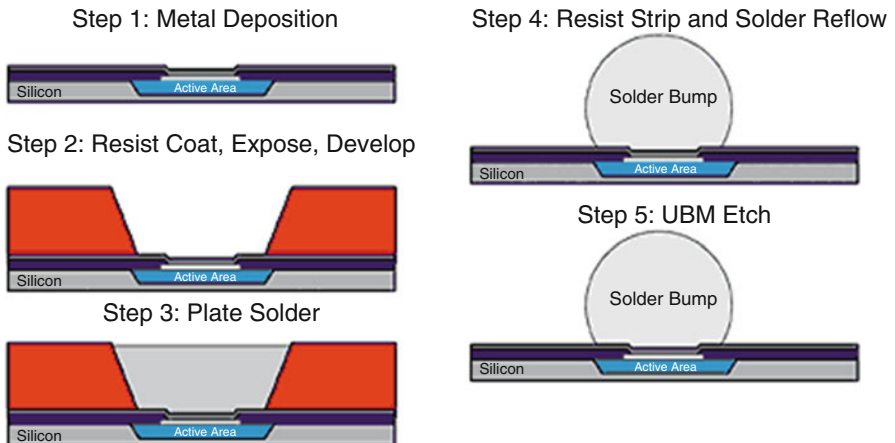 Step 1: Metal Deposition
Silicon
Active Area
Step 2: Resist Coat, Expose, Develop
Silicon
Active Area
Step 3: Plate Solder
Silicon
Active Area
Step 4: Resist Strip and Solder Reflow
Solder Bump
Silicon
Active Area
Step 5: UBM Etch
Solder Bump
Silicon
Active Area